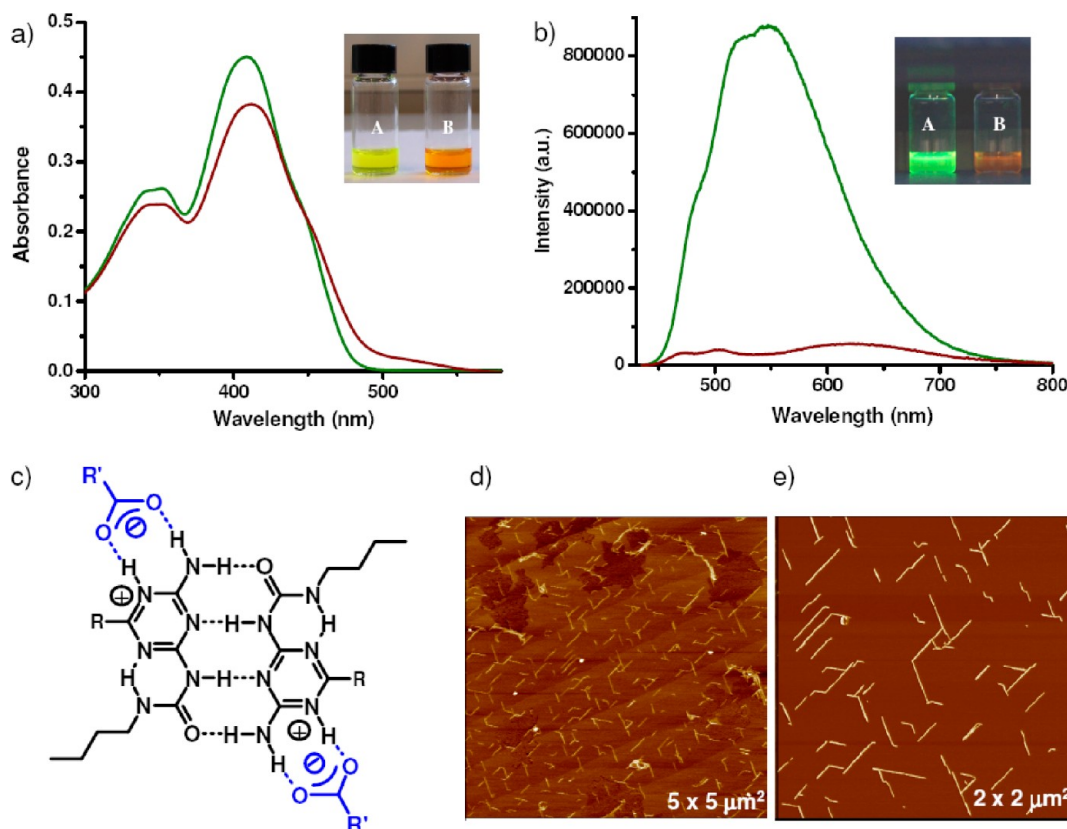 a)
0.5
0.4
0.3
0.2
0.1
0.0
Absorbance
300
400
500
Wavelength (nm)
A
B
b)
800000
600000
400000
200000
0
Intensity (a.u.)
500
600
700
800
Wavelength (nm)
A
B
c)
R'
O
O
⊖
H
H
H
N
N
H
O
⊕
R
N
N
H
N
N
H
N
H
N
N
H
N
N
R
N
O
H
N
N
H
H
⊕
H
⊖
O
O
R'
d)
5 x 5 µm²
e)
2 x 2 µm²